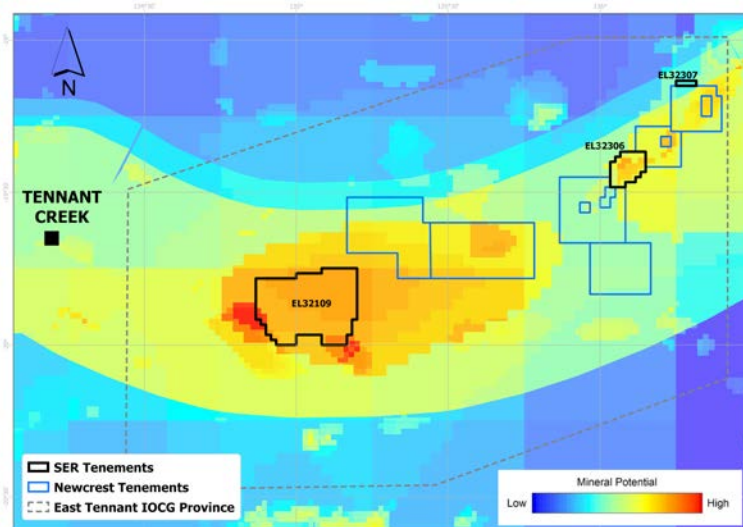 EL32307
EL32306
N
TENNANT
CREEK
EL32109
SER Tenements
Newcrest Tenements
East Tennant IOCG Province
Mineral Potential
Low
High